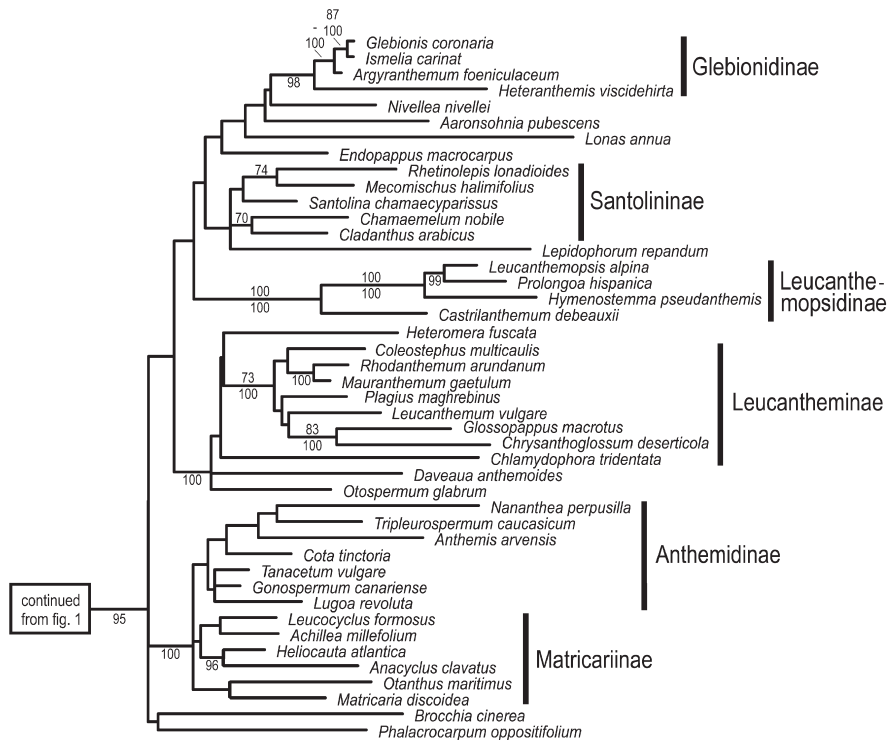 87
100
-
100
Glebionis coronaria
Ismelia carinat
Argyranthemum foeniculaceum
98
Heteranthemis viscidehirta
Glebionidinae
Nivellea nivellei
Aaronsohnia pubescens
Lonas annua
Endopappus macrocarpus
74
Rhetinolepis lonadioides
Mecomischus halimifolius
Santolina chamaecyparissus
Santolininae
70
Chamaemelum nobile
Cladanthus arabicus
Lepidophorum repandum
Leucanthemopsis alpina
100
100
99
Prolongoa hispanica
100
100
Hymenostemma pseudanthemis
Castrilanthemum debeauxii
Leucanthe-
mopsidinae
Heteromera fuscata
Coleostephus multicaulis
Rhodanthemum arundanum
73
100
100
Mauranthemum gaetulum
Plagius maghrebinus
Leucanthemum vulgare
Leucantheminae
83
100
Glossopappus macrotus
Chrysanthoglossum deserticola
Chlamydophora tridentata
100
Daveaua anthemoides
Otospermum glabrum
Nananthea perpusilla
Tripleurospermum caucasicum
Anthemis arvensis
Cota tinctoria
Anthemidinae
Tanacetum vulgare
Gonospermum canariense
Lugoa revoluta
continued
from fig. 1
95
Leucocyclus formosus
Achillea millefolium
100
Heliocauta atlantica
96
Anacyclus clavatus
Matricariinae
Otanthus maritimus
Matricaria discoidea
Brocchia cinerea
Phalacrocarpum oppositifolium